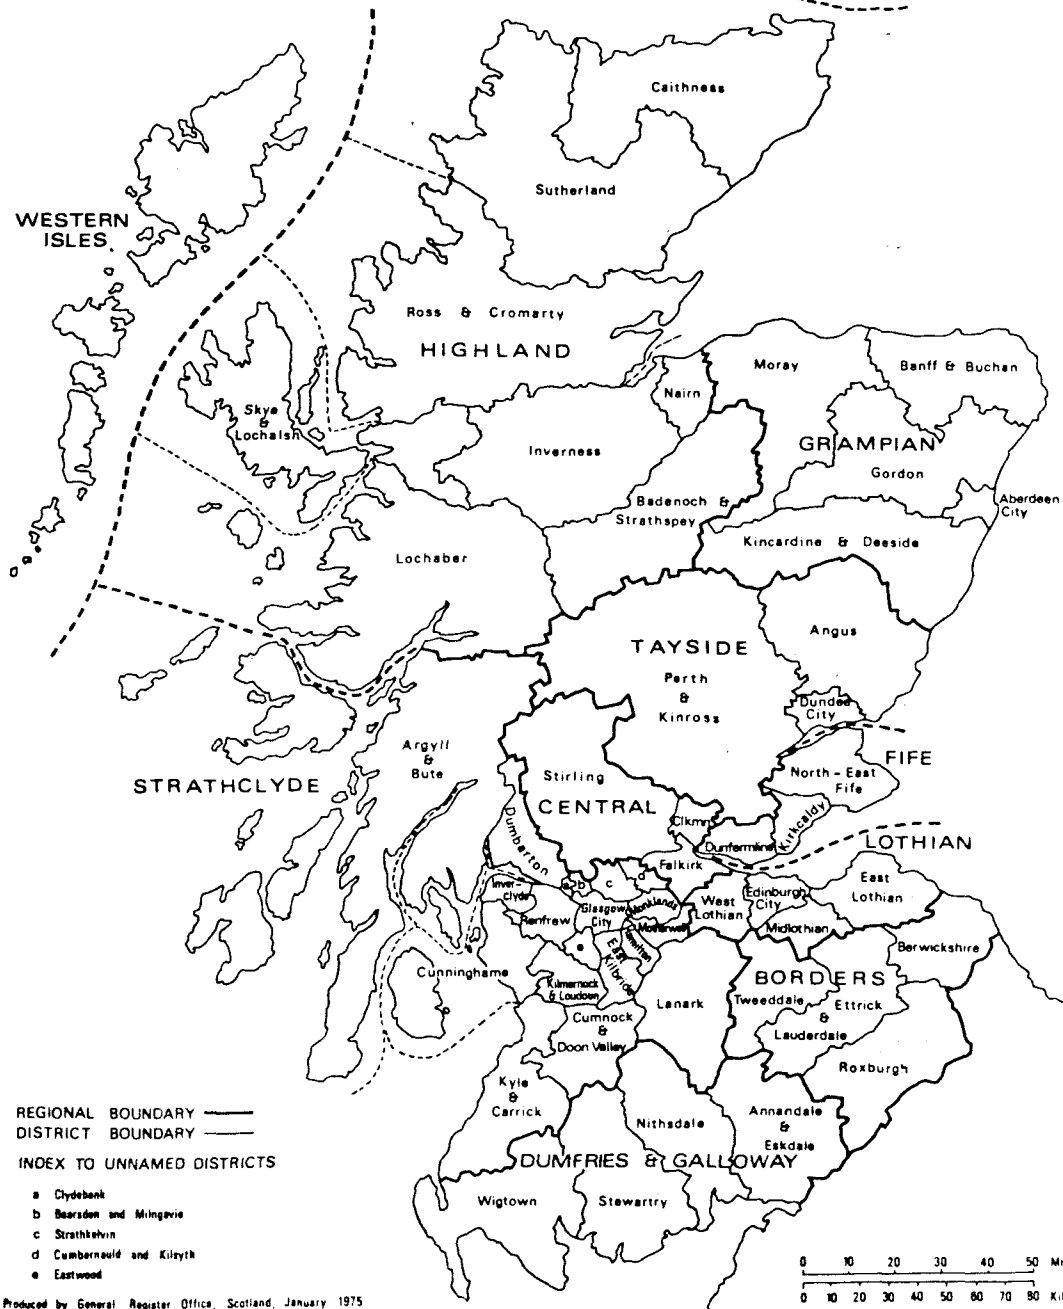 Caithness
Sutherland
WESTERN
ISLES
Ross & Cromarty
HIGHLAND
Moray
Banff & Buchan
Nairn
Skye
&
Lochalsh
GRAMPIAN
Inverness
Gordon
Badenoch &
Strathspey
Aberdeen
City
Kincardine & Deeside
Lochaber
Angus
TAYSIDE
Perth
&
Kinross
Dundee
City
Argyll
&
Bute
FIFE
North-East
Fife
STRATHCLYDE
Stirling
CENTRAL
Clkmn
Kirkcaldy
Dumbarton
Dunfermline
LOTHIAN
Falkirk
East
Lothian
Inver-
clyde
a
b
c
d
Glasgow
City
Monklands
West
Lothian
Edinburgh
City
Renfrew
Motherwell
Midlothian
e
East
Kilbride
Hamilton
Berwickshire
Cunninghame
BORDERS
Kilmarnock
& Loudoun
Lanark
Tweeddale
Ettrick
&
Lauderdale
Cumnock
&
Doon Valley
Roxburgh
Kyle
&
Carrick
Nithsdale
Annandale
&
Eskdale
DUMFRIES & GALLOWAY
Wigtown
Stewartry
REGIONAL BOUNDARY
DISTRICT BOUNDARY
INDEX TO UNNAMED DISTRICTS
a Clydebank
b Bearsden and Milngavie
c Strathkelvin
d Cumbernauld and Kilsyth
e Eastwood
0 10 20 30 40 50 Mi
0 10 20 30 40 50 60 70 80 Ki
Produced by General Register Office, Scotland, January 1975